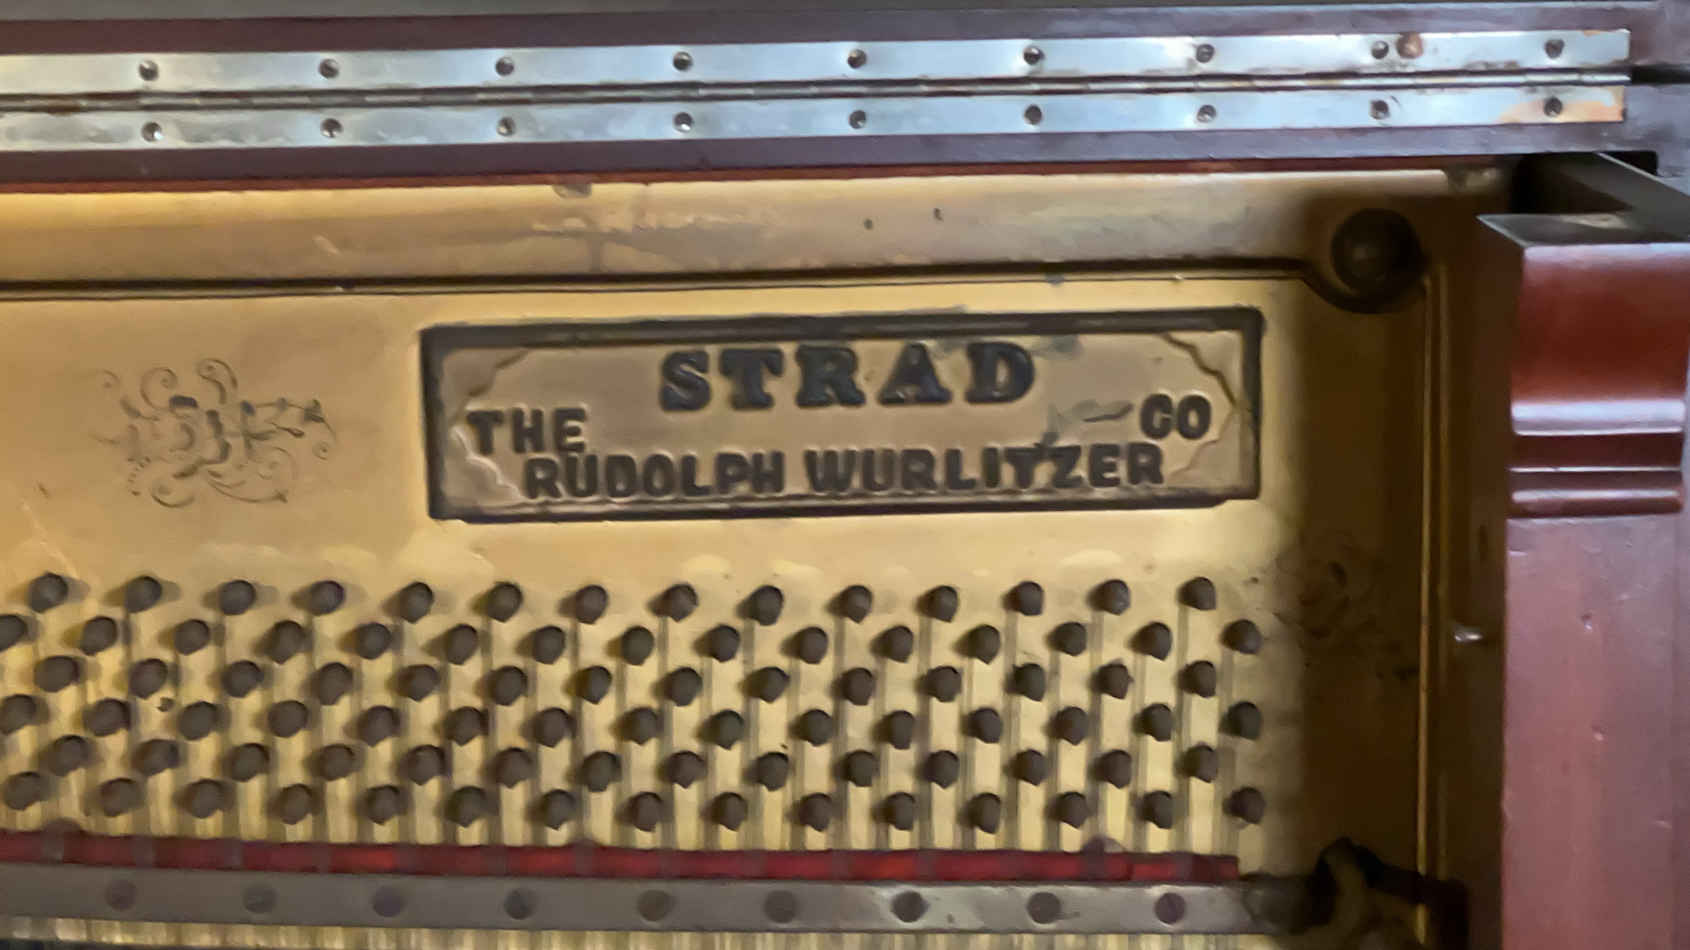 STRAD
THE CO
RUDOLPH WURLITZER